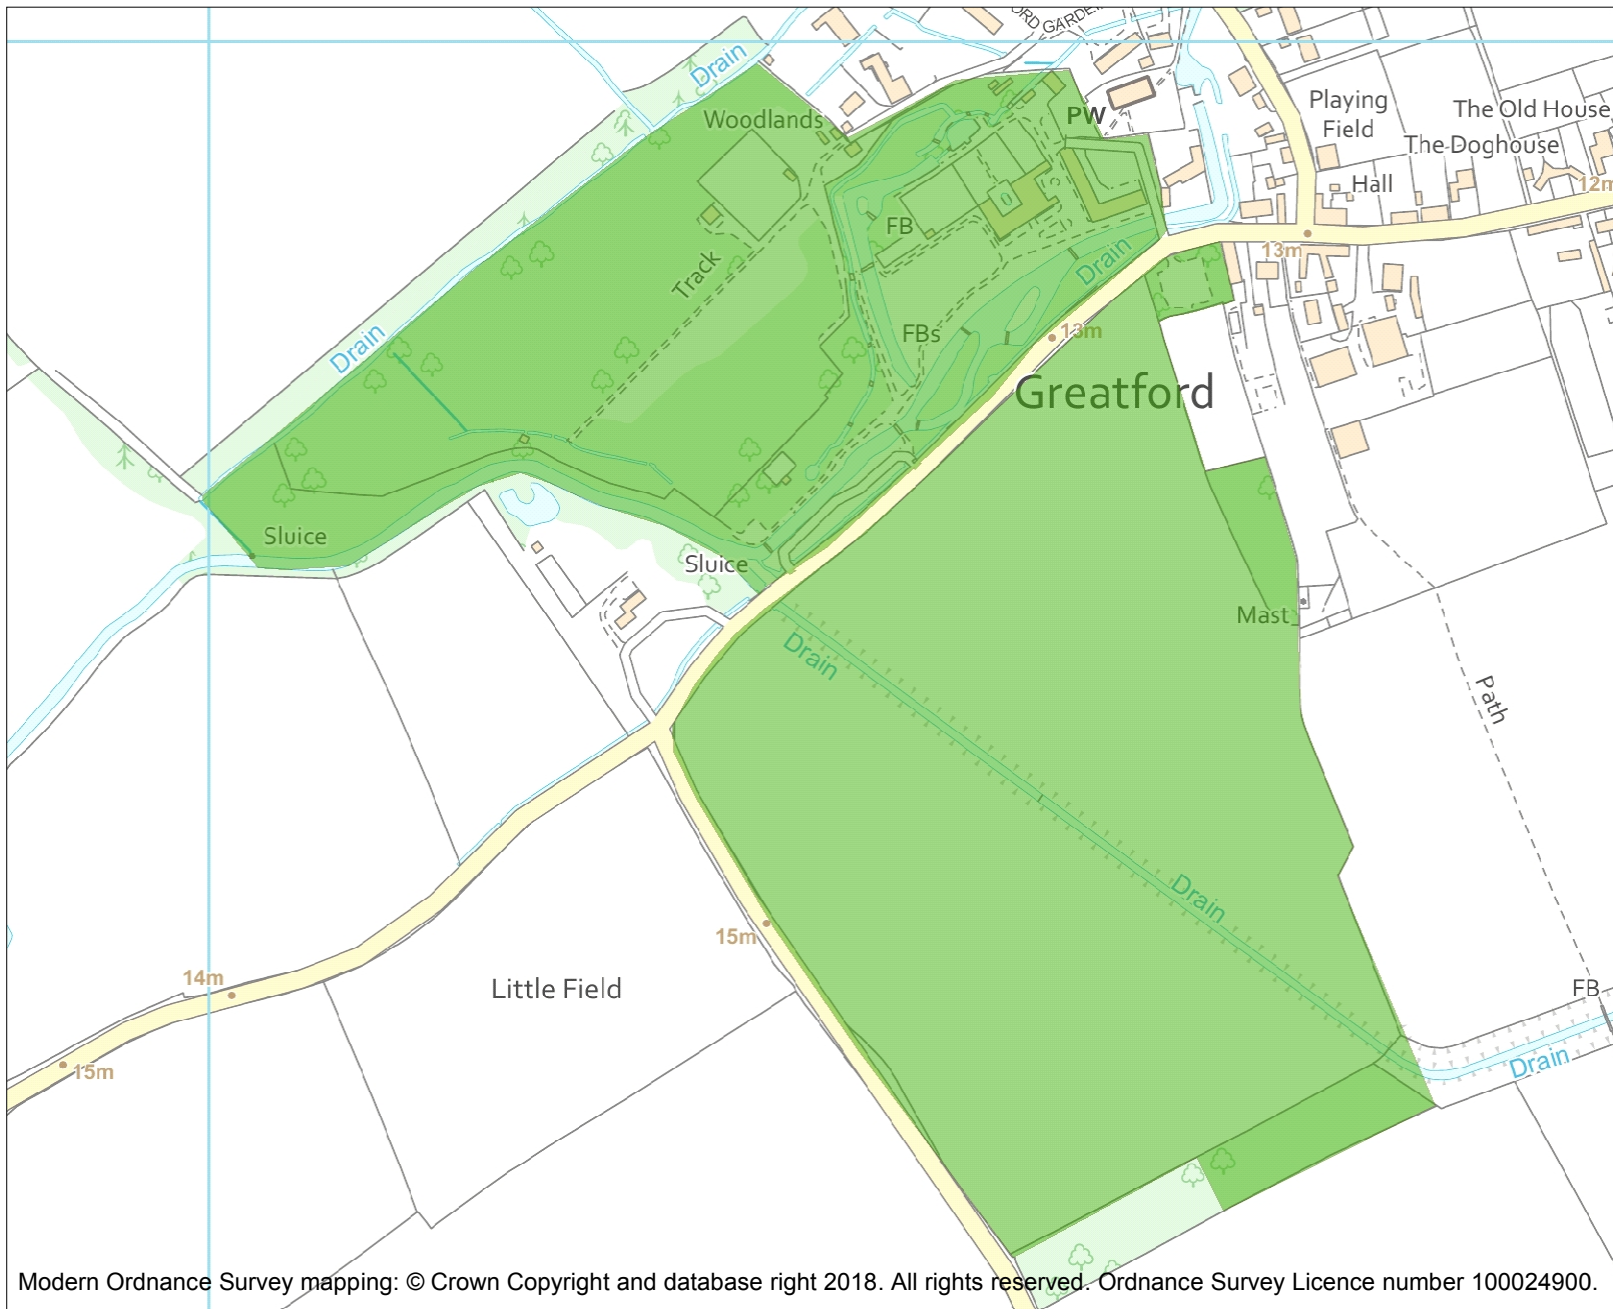 ORD GARDE
Drain
Woodlands
PW
Playing
Field
The Old House
The Doghouse
Hall
12m
FB
13m
Drain
Track
FBs
13m
Drain
Greatford
Sluice
Sluice
Mast
Drain
Path
Drain
15m
14m
Little Field
FB
15m
Drain
Modern Ordnance Survey mapping: © Crown Copyright and database right 2018. All rights reserved. Ordnance Survey Licence number 100024900.